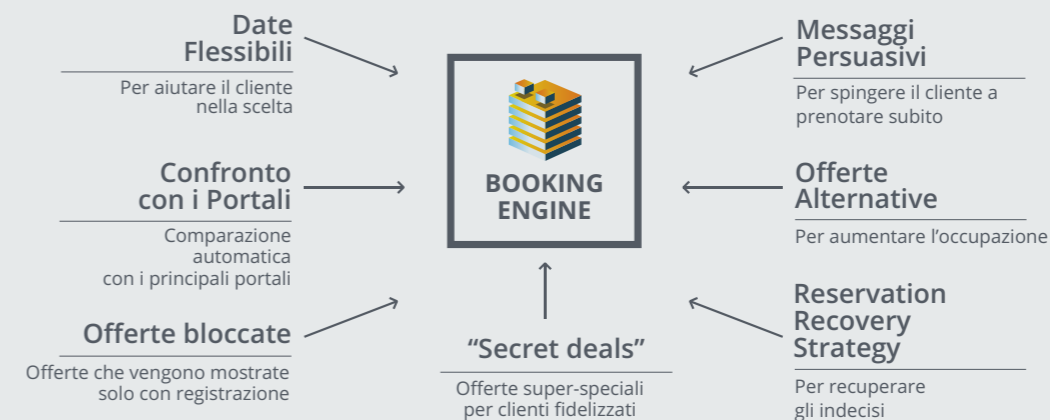 Date
Flessibili
Per aiutare il cliente
nella scelta
Confronto
con i Portali
Comparazione
automatica
con i principali portali
Offerte bloccate
Offerte che vengono mostrate
solo con registrazione
BOOKING
ENGINE
“Secret deals”
Offerte super-speciali
per clienti fidelizzati
Messaggi
Persuasivi
Per spingere il cliente a
prenotare subito
Offerte
Alternative
Per aumentare l’occupazione
Reservation
Recovery
Strategy
Per recuperare
gli indecisi